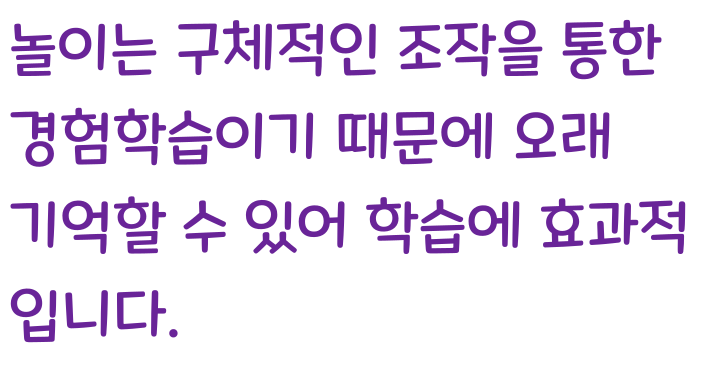 놀이는 구체적인 조작을 통한
경험학습이기 때문에 오래
기억할 수 있어 학습에 효과적
입니다.